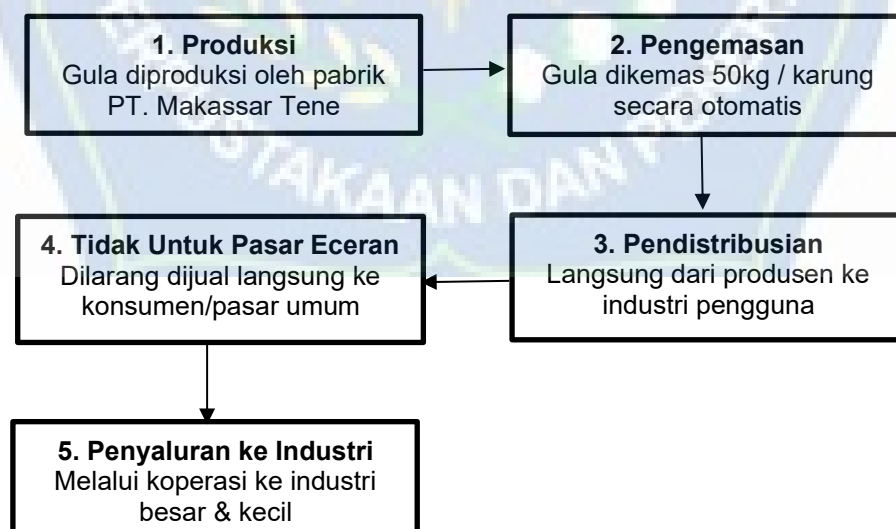 1. Produksi
Gula diproduksi oleh pabrik
PT. Makassar Tene
2. Pengemasan
Gula dikemas 50kg / karung
secara otomatis
3. Pendistribusian
Langsung dari produsen ke
industri pengguna
4. Tidak Untuk Pasar Eceran
Dilarang dijual langsung ke
konsumen/pasar umum
5. Penyaluran ke Industri
Melalui koperasi ke industri
besar & kecil
TAKAAN DAN